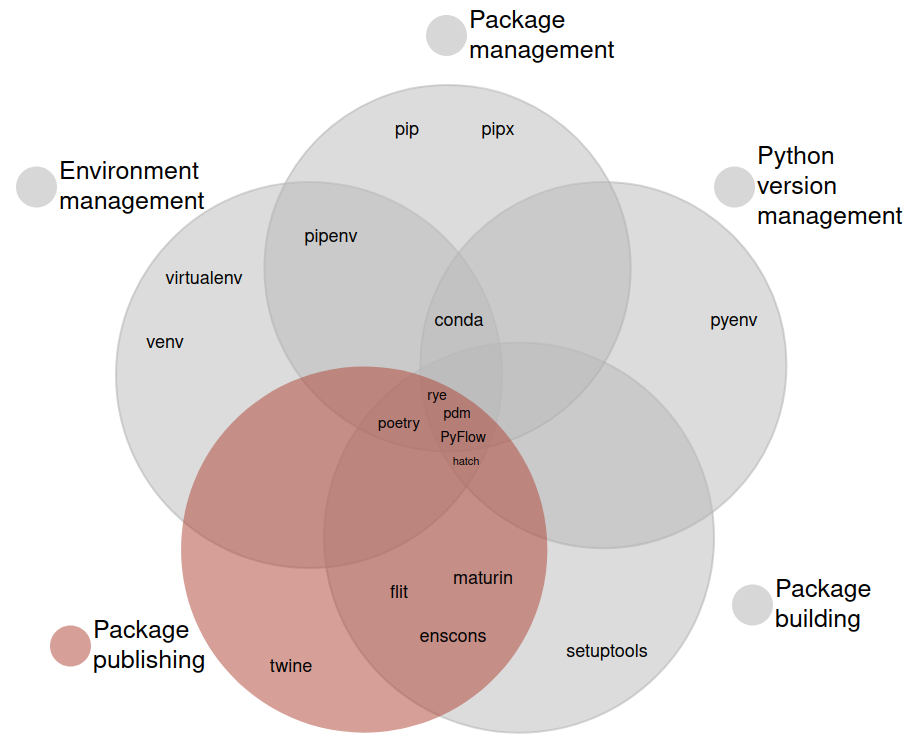 Package
management
Environment
management
Python
version
management
pip
pipx
pipenv
virtualenv
venv
conda
pyenv
rye
pdm
poetry
PyFlow
hatch
flit
maturin
enscons
setuptools
twine
Package
publishing
Package
building